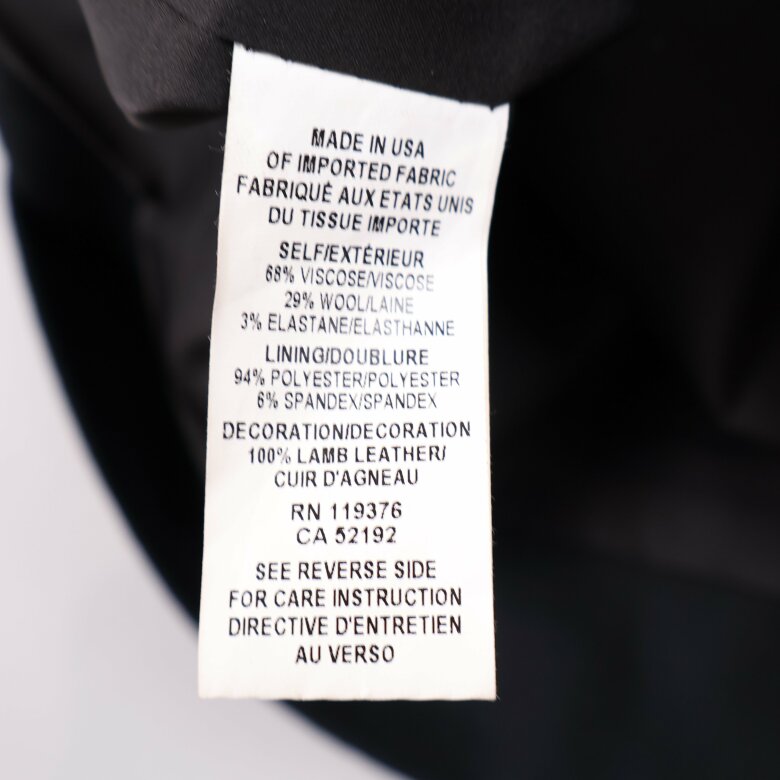 MADE IN USA
OF IMPORTED FABRIC
FABRIQUÉ AUX ETATS UNIS
DU TISSUE IMPORTE
SELF/EXTÉRIEUR
68% VISCOSE/VISCOSE
29% WOOL/LAINE
3% ELASTANE/ELASTHANNE
LINING/DOUBLURE
94% POLYESTER/POLYESTER
6% SPANDEX/SPANDEX
DECORATION/DECORATION
100% LAMB LEATHER/
CUIR D'AGNEAU
RN 119376
CA 52192
SEE REVERSE SIDE
FOR CARE INSTRUCTION
DIRECTIVE D'ENTRETIEN
AU VERSO